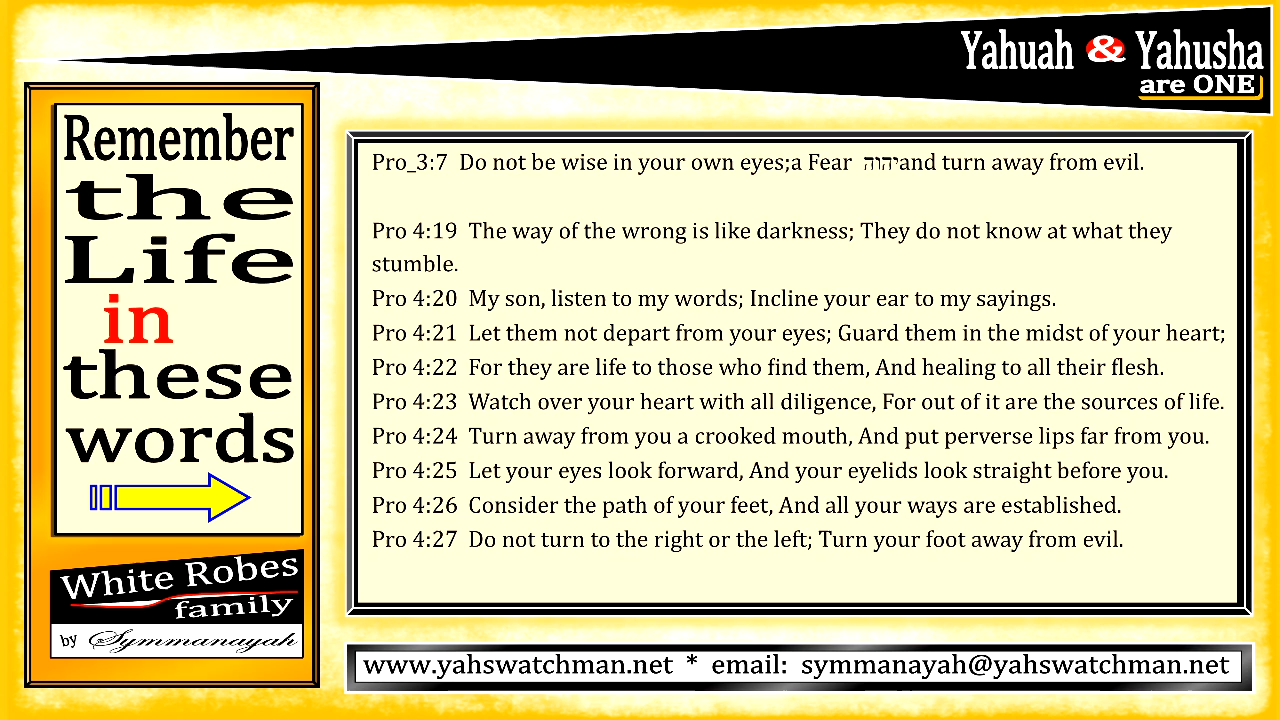 Yahuah & Yahusha
are ONE
Remember
the
Life
in
these
words
White Robes
family
by Symmanayah
Pro_3:7 Do not be wise in your own eyes;a Fear יהוה and turn away from evil.
Pro 4:19 The way of the wrong is like darkness; They do not know at what they
stumble.
Pro 4:20 My son, listen to my words; Incline your ear to my sayings.
Pro 4:21 Let them not depart from your eyes; Guard them in the midst of your heart;
Pro 4:22 For they are life to those who find them, And healing to all their flesh.
Pro 4:23 Watch over your heart with all diligence, For out of it are the sources of life.
Pro 4:24 Turn away from you a crooked mouth, And put perverse lips far from you.
Pro 4:25 Let your eyes look forward, And your eyelids look straight before you.
Pro 4:26 Consider the path of your feet, And all your ways are established.
Pro 4:27 Do not turn to the right or the left; Turn your foot away from evil.
www.yahswatchman.net * email: symmanayah@yahswatchman.net